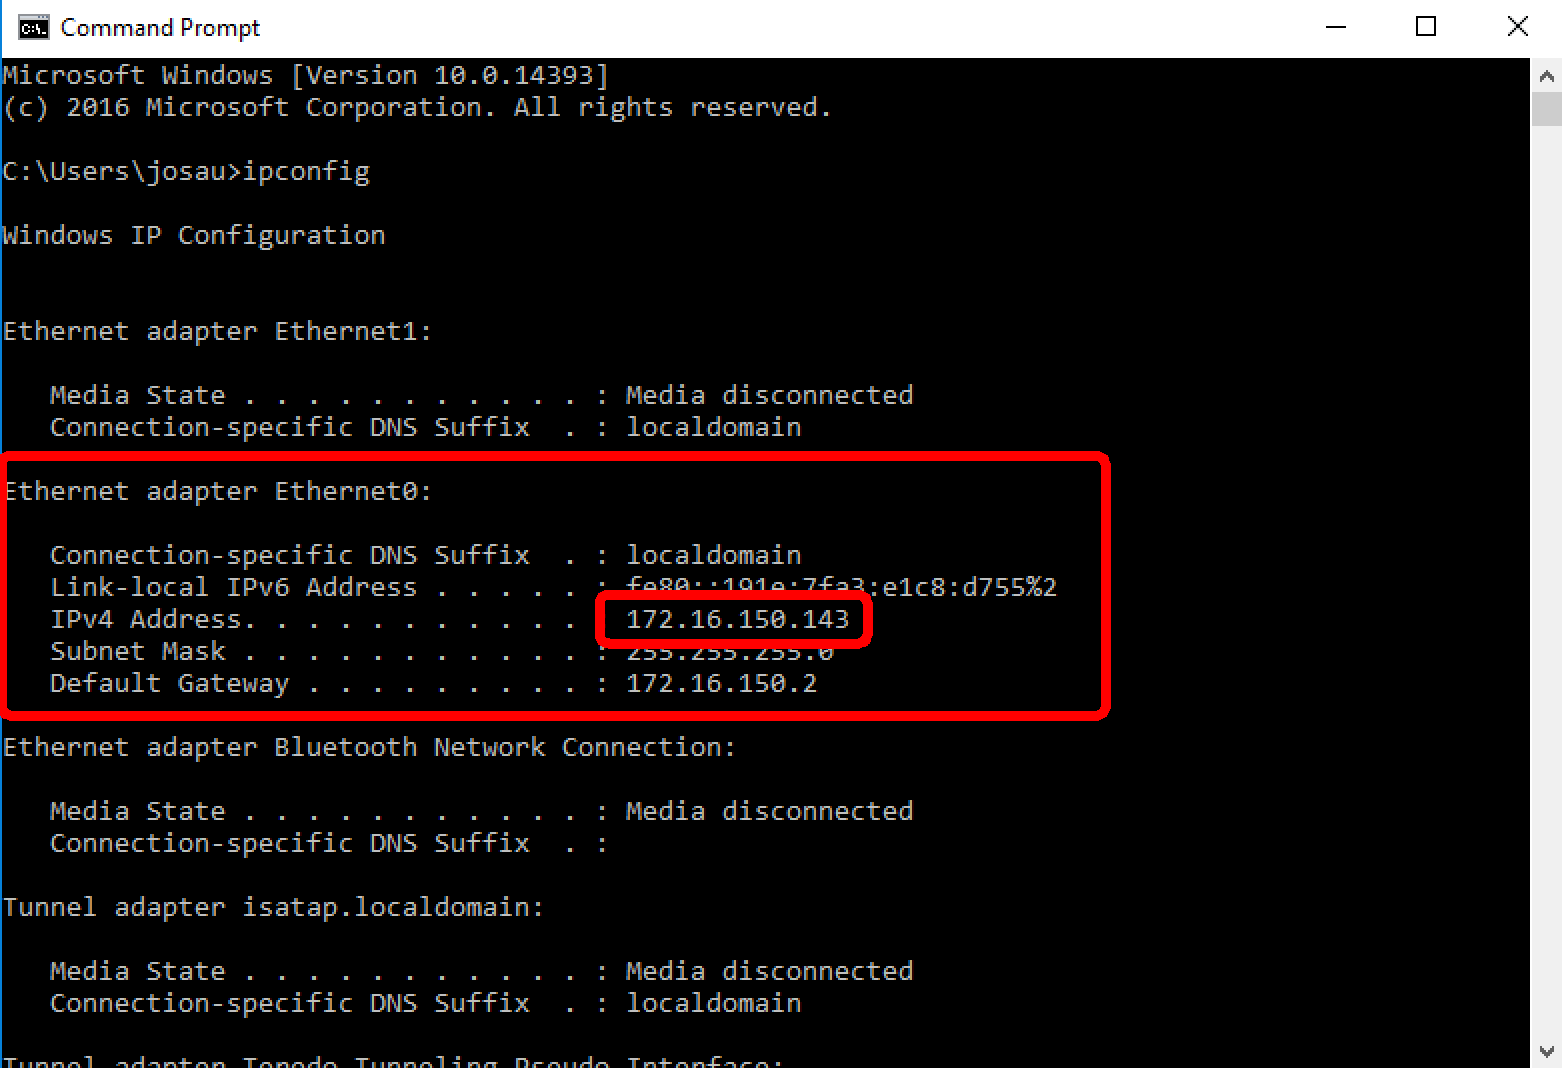 Command Prompt
Microsoft Windows [Version 10.0.14393]
(c) 2016 Microsoft Corporation. All rights reserved.
C:\Users\josau>ipconfig
Windows IP Configuration
Ethernet adapter Ethernet1:
Media State . . . . . . . . . . . : Media disconnected
Connection-specific DNS Suffix  . : localdomain
Ethernet adapter Ethernet0:
Connection-specific DNS Suffix  . : localdomain
Link-local IPv6 Address . . . . . : fe80::191e:7fa3:e1c8:d755%2
IPv4 Address. . . . . . . . . . . 172.16.150.143
Subnet Mask . . . . . . . . . . . : 255.255.255.0
Default Gateway . . . . . . . . . : 172.16.150.2
Ethernet adapter Bluetooth Network Connection:
Media State . . . . . . . . . . . : Media disconnected
Connection-specific DNS Suffix  . :
Tunnel adapter isatap.localdomain:
Media State . . . . . . . . . . . : Media disconnected
Connection-specific DNS Suffix  . : localdomain
Tunnel adapter Teredo Tunneling Pseudo-Interface: